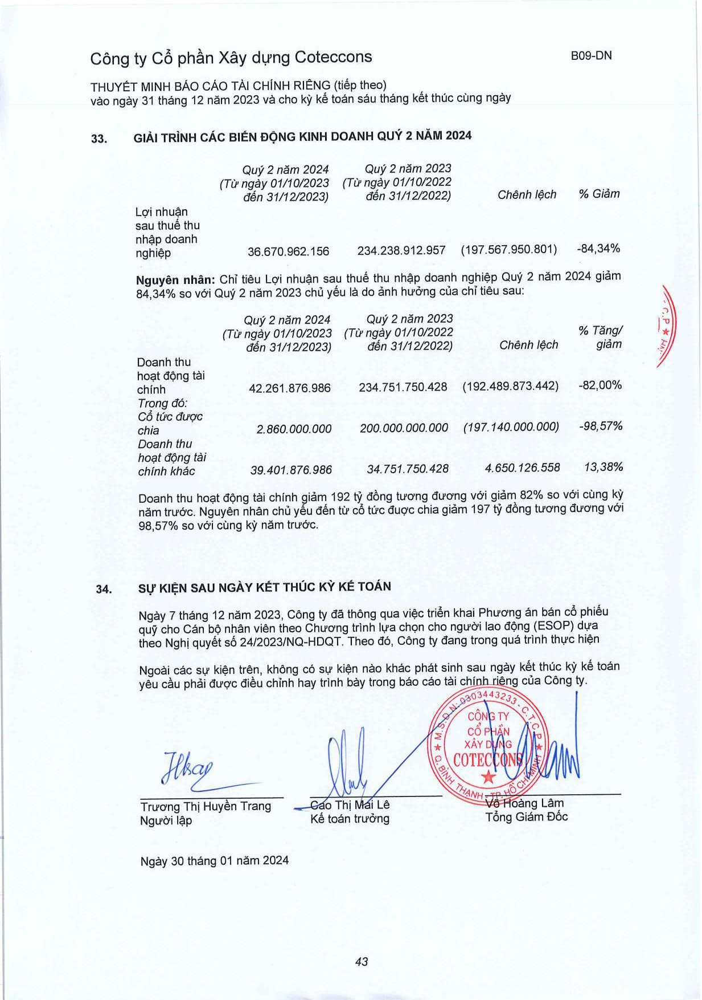 Công ty Cổ phần Xây dựng Coteccons
B09-DN
THUYẾT MINH BÁO CÁO TÀI CHÍNH RIÊNG (tiếp theo)
vào ngày 31 tháng 12 năm 2023 và cho kỳ kế toán sáu tháng kết thúc cùng ngày
33. GIẢI TRÌNH CÁC BIẾN ĐỘNG KINH DOANH QUÝ 2 NĂM 2024
Quý 2 năm 2024 Quý 2 năm 2023
(Từ ngày 01/10/2023 (Từ ngày 01/10/2022
đến 31/12/2023) đến 31/12/2022) Chênh lệch % Giảm
Lợi nhuận
sau thuế thu
nhập doanh
nghiệp 36.670.962.156 234.238.912.957 (197.567.950.801) -84,34%
Nguyên nhân: Chỉ tiêu Lợi nhuận sau thuế thu nhập doanh nghiệp Quý 2 năm 2024 giảm
84,34% so với Quý 2 năm 2023 chủ yếu là do ảnh hưởng của chỉ tiêu sau:
Quý 2 năm 2024 Quý 2 năm 2023
(Từ ngày 01/10/2023 (Từ ngày 01/10/2022 % Tăng/
đến 31/12/2023) đến 31/12/2022) Chênh lệch giảm
Doanh thu
hoạt động tài
chính 42.261.876.986 234.751.750.428 (192.489.873.442) -82,00%
Trong đó:
Cổ tức được
chia 2.860.000.000 200.000.000.000 (197.140.000.000) -98,57%
Doanh thu
hoạt động tài
chính khác 39.401.876.986 34.751.750.428 4.650.126.558 13,38%
Doanh thu hoạt động tài chính giảm 192 tỷ đồng tương đương với giảm 82% so với cùng kỳ
năm trước. Nguyên nhân chủ yếu đến từ cổ tức đuợc chia giảm 197 tỷ đồng tương đương với
98,57% so với cùng kỳ năm trước.
34. SỰ KIỆN SAU NGÀY KẾT THÚC KỲ KẾ TOÁN
Ngày 7 tháng 12 năm 2023, Công ty đã thông qua việc triển khai Phương án bán cổ phiếu
quỹ cho Cán bộ nhân viên theo Chương trình lựa chọn cho người lao động (ESOP) dựa
theo Nghị quyết số 24/2023/NQ-HDQT. Theo đó, Công ty đang trong quá trình thực hiện
Ngoài các sự kiện trên, không có sự kiện nào khác phát sinh sau ngày kết thúc kỳ kế toán
yêu cầu phải được điều chỉnh hay trình bày trong báo cáo tài chính riêng của Công ty.
M.S.D.N: 0303443233 - C.T.C.P
CÔNG TY
CỔ PHẦN
XÂY DỰNG
COTECCONS
Q. BÌNH THẠNH - TP. HỒ CHÍ MINH
Trương Thị Huyền Trang Cao Thị Mai Lê Võ Hoàng Lâm
Người lập Kế toán trưởng Tổng Giám Đốc
Ngày 30 tháng 01 năm 2024
43